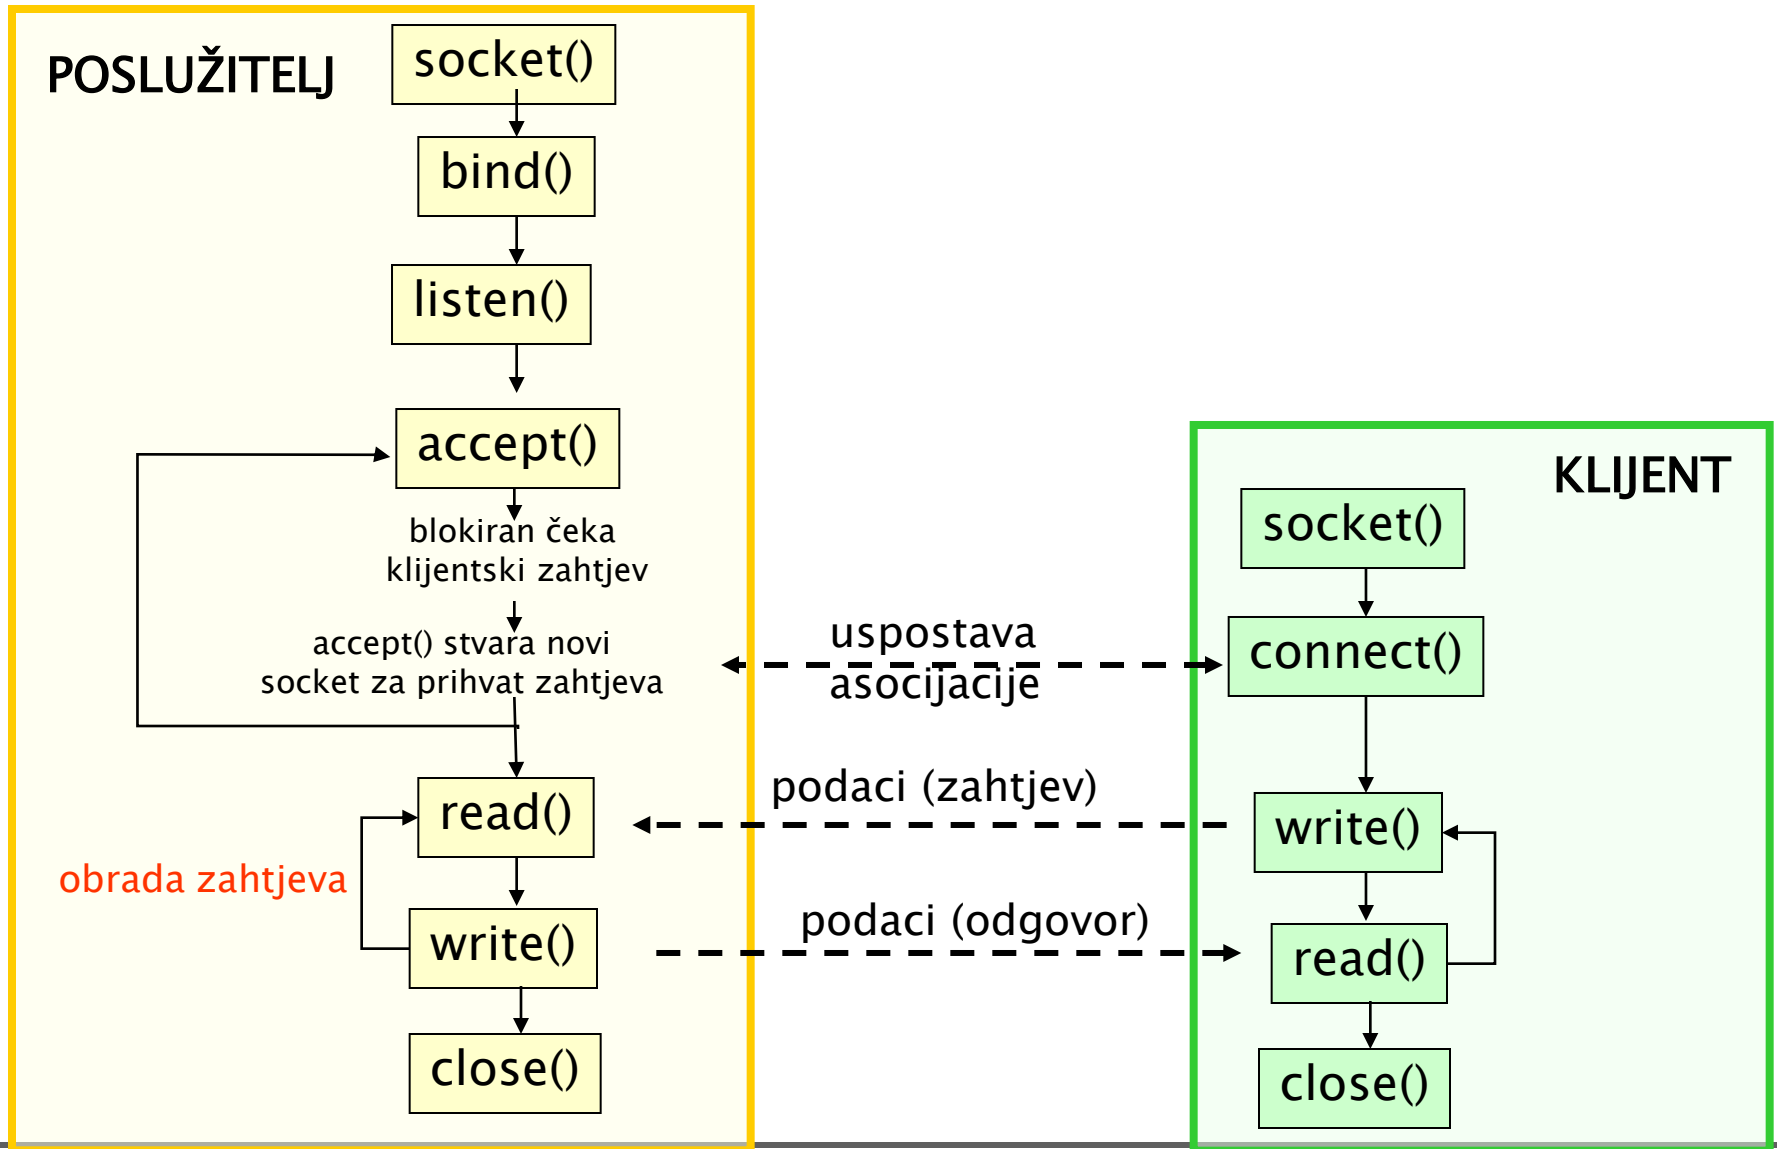 POSLUŽITELJ
socket()
bind()
listen()
accept()
blokiran čeka
klijentski zahtjev
accept() stvara novi
socket za prihvat zahtjeva
read()
obrada zahtjeva
write()
close()
uspostava
asocijacije
podaci (zahtjev)
podaci (odgovor)
KLIJENT
socket()
connect()
write()
read()
close()